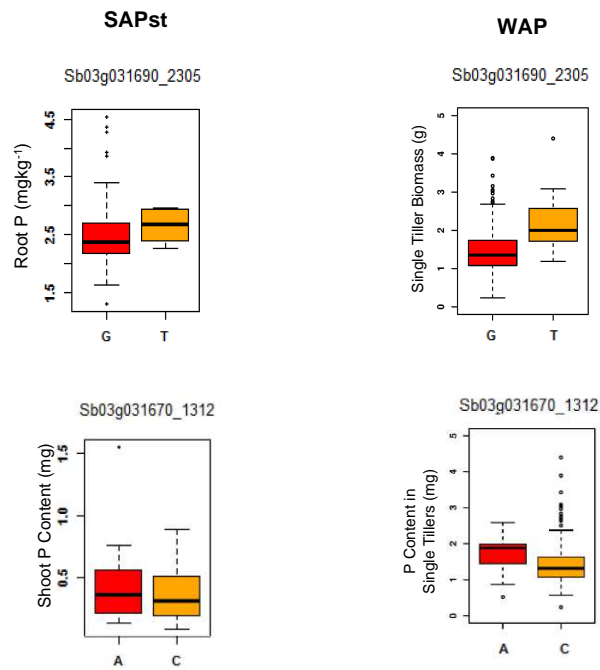 SAPst
WAP
Sb03g031690_2305
Root P (mgkg-1)
4.5
3.5
2.5
1.5
G T
Sb03g031690_2305
Single Tiller Biomass (g)
5
4
3
2
1
0
G T
Sb03g031670_1312
Shoot P Content (mg)
1.5
1.0
0.5
A C
Sb03g031670_1312
P Content in
Single Tillers (mg)
5
4
3
2
1
0
A C